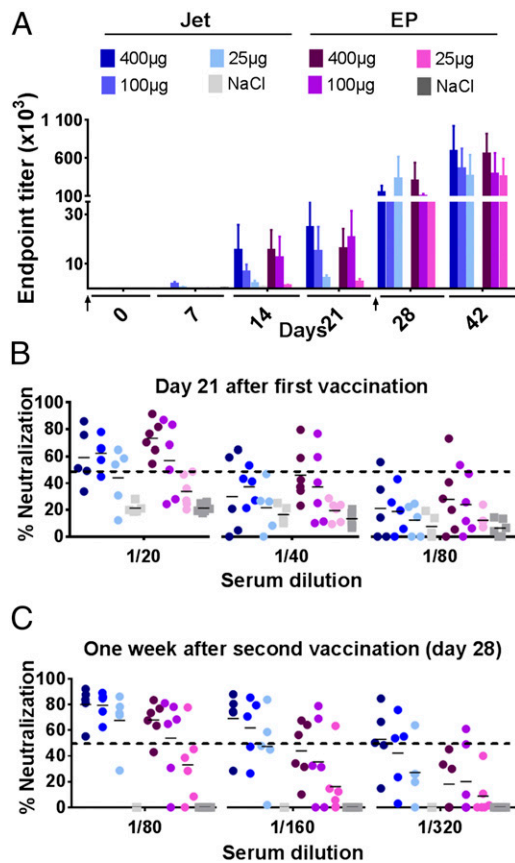 A
Jet EP
400µg 25µg 400µg 25µg
100µg NaCl 100µg NaCl
Endpoint titer (x10³)
1 100
600
100
30
10
0 7 14 21 28 42
Days
B
Day 21 after first vaccination
% Neutralization
100
80
60
40
20
0
1/20 1/40 1/80
Serum dilution
C
One week after second vaccination (day 28)
% Neutralization
100
80
60
40
20
0
1/80 1/160 1/320
Serum dilution